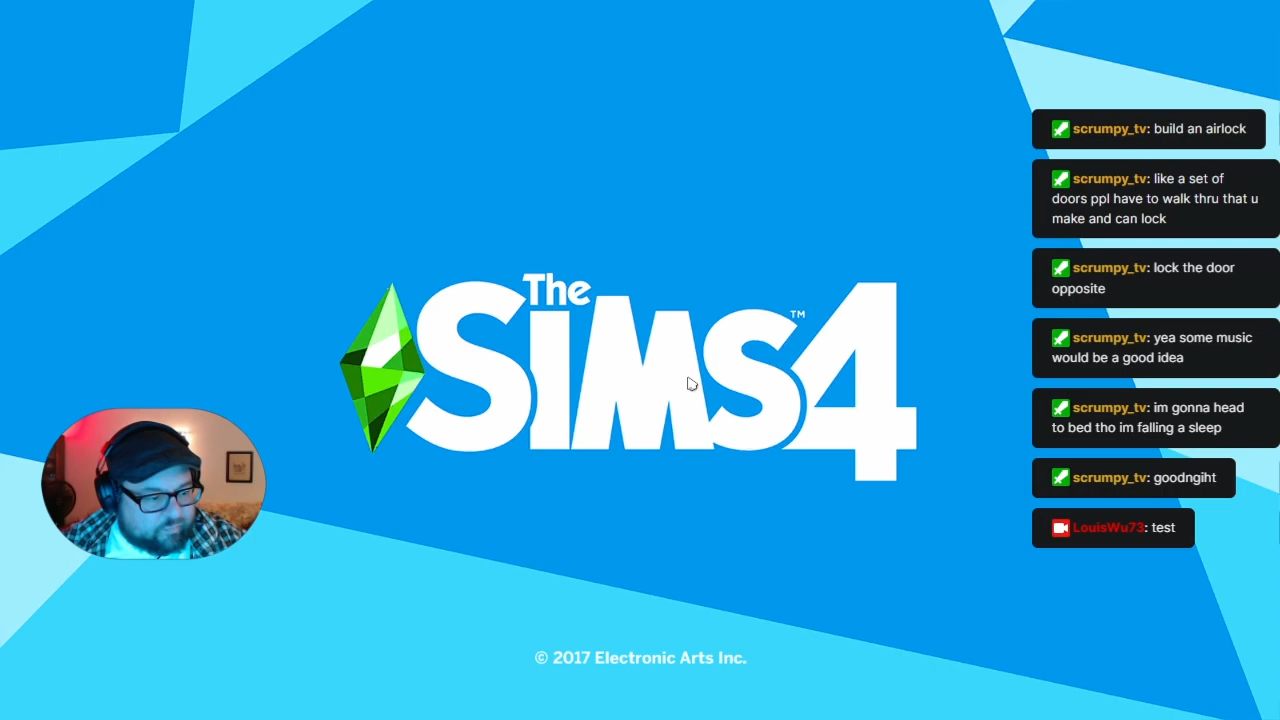 The
SIMS 4™
© 2017 Electronic Arts Inc.
scrumpy_tv: build an airlock
scrumpy_tv: like a set of
doors ppl have to walk thru that u
make and can lock
scrumpy_tv: lock the door
opposite
scrumpy_tv: yea some music
would be a good idea
scrumpy_tv: im gonna head
to bed tho im falling a sleep
scrumpy_tv: goodngiht
LouisWu73: test